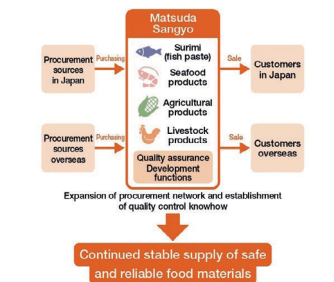 Matsuda
Sangyo
Procurement
sources
in Japan
Purchasing
Surimi
(fish paste)
Seafood
products
Agricultural
products
Livestock
products
Quality assurance
Development
functions
Sale
Customers
in Japan
Procurement
sources
overseas
Purchasing
Sale
Customers
overseas
Expansion of procurement network and establishment
of quality control knowhow
Continued stable supply of safe
and reliable food materials